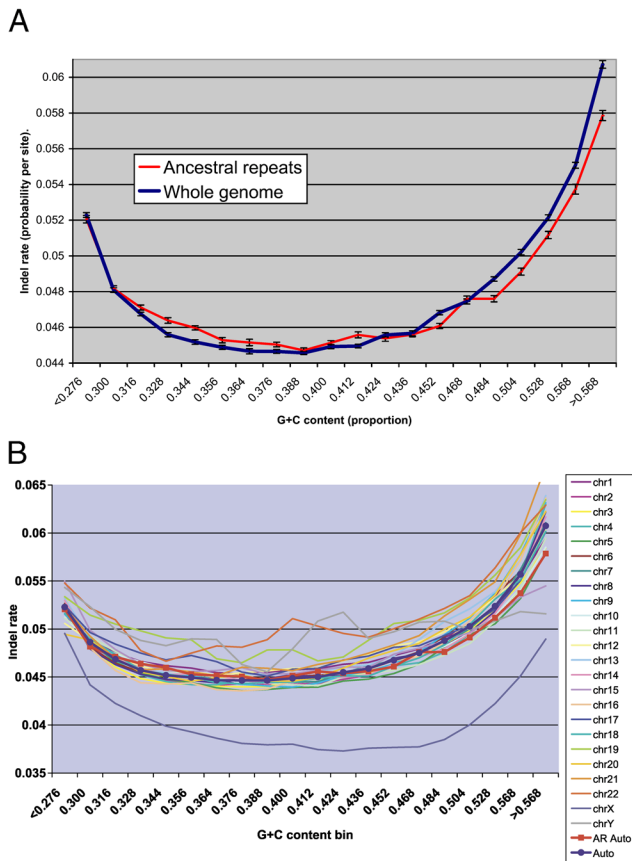 A
0.06
0.058
0.056
0.054
0.052
0.05
0.048
0.046
0.044
Indel rate (probability per site).
Ancestral repeats
Whole genome
<0.276
0.300
0.316
0.328
0.344
0.356
0.364
0.376
0.388
0.400
0.412
0.424
0.436
0.452
0.468
0.484
0.504
0.528
0.568
>0.568
G+C content (proportion)
B
0.065
0.06
0.055
0.05
0.045
0.04
0.035
Indel rate
<0.276
0.300
0.316
0.328
0.344
0.356
0.364
0.376
0.388
0.400
0.412
0.424
0.436
0.452
0.468
0.484
0.504
0.528
0.568
>0.568
G+C content bin
chr1
chr2
chr3
chr4
chr5
chr6
chr7
chr8
chr9
chr10
chr11
chr12
chr13
chr14
chr15
chr16
chr17
chr18
chr19
chr20
chr21
chr22
chrX
chrY
AR Auto
Auto